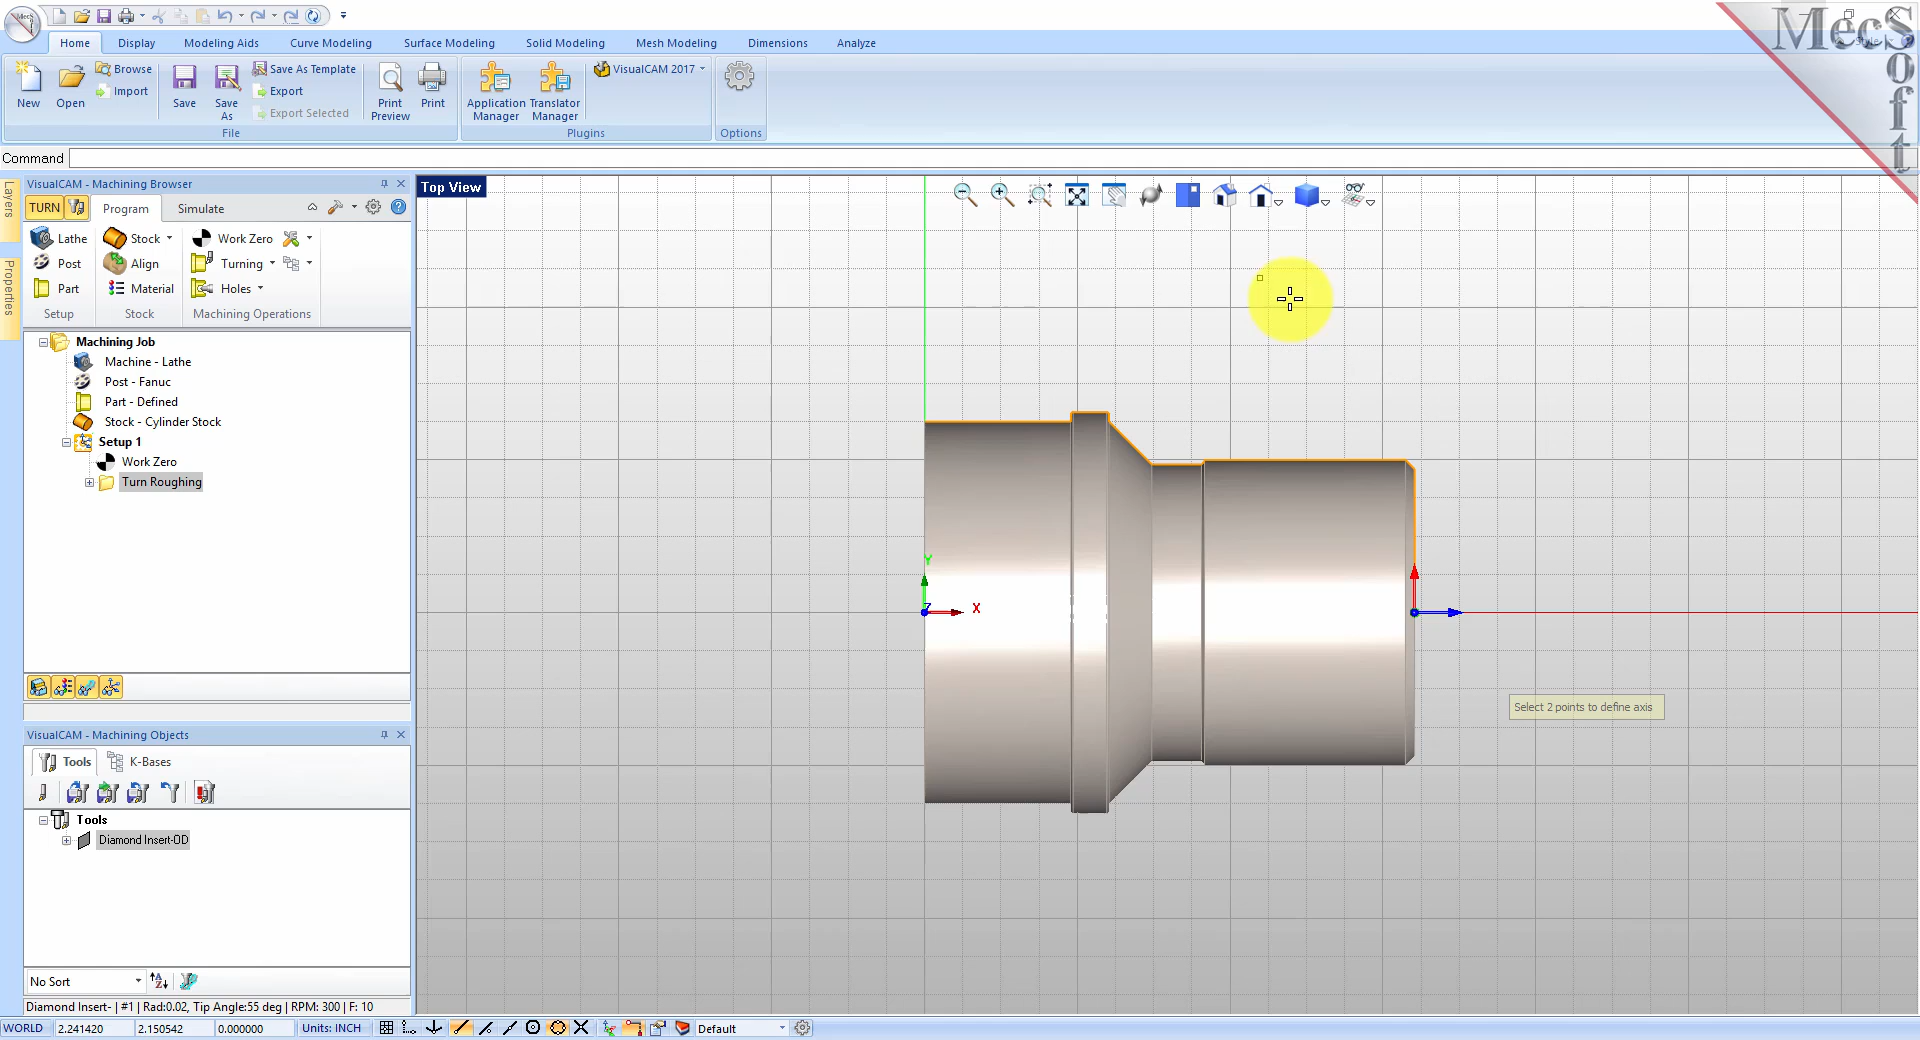 MecSoft
Home Display Modeling Aids Curve Modeling Surface Modeling Solid Modeling Mesh Modeling Dimensions Analyze
New
Open
Browse
Import
Save
Save As
Save As Template
Export
Export Selected
Print Preview
Print
File
Application Manager
Translator Manager
VisualCAM 2017
Plugins
Options
Command
Layers
Properties
VisualCAM - Machining Browser
TURN Program Simulate
Lathe Stock Work Zero
Post Align Turning
Part Material Holes
Setup Stock Machining Operations
Machining Job
Machine - Lathe
Post - Fanuc
Part - Defined
Stock - Cylinder Stock
Setup 1
Work Zero
Turn Roughing
VisualCAM - Machining Objects
Tools K-Bases
Tools
Diamond Insert-OD
No Sort
Diamond Insert- | #1 | Rad:0.02, Tip Angle:55 deg | RPM: 300 | F: 10
Top View
Y
Z
X
Select 2 points to define axis
WORLD 2.241420 2.150542 0.000000 Units: INCH Default